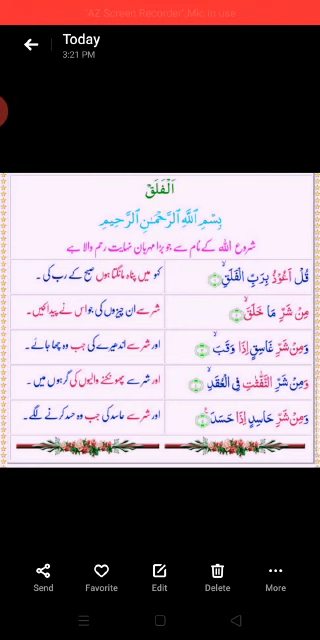 "AZ Screen Recorder",Mic in use
Today
3:21 PM
اَلْفَلَقْ
بِسْمِ اللّٰهِ الرَّحْمٰنِ الرَّحِيْمِ
شروع اللہ کے نام سے جو بڑا مہربان نہایت رحم والا ہے
قُلْ اَعُوْذُ بِرَبِّ الْفَلَقِۙ
کہو میں پناہ مانگتا ہوں صبح کے رب کی ۔
مِنْ شَرِّ مَا خَلَقَۙ
شر سے ان چیزوں کی جو اس نے پیدا کیں۔
وَمِنْ شَرِّ غَاسِقٍ اِذَا وَقَبَۙ
اور شر سے اندھیرے کی جب وہ چھا جائے۔
وَمِنْ شَرِّ النَّفّٰثٰتِ فِی الْعُقَدِۙ
اور شر سے پھونکنے والیوں کی گرہوں میں ۔
وَمِنْ شَرِّ حَاسِدٍ اِذَا حَسَدَ
اور شر سے حاسد کی جب وہ حسد کرنے لگے۔
Send
Favorite
Edit
Delete
More